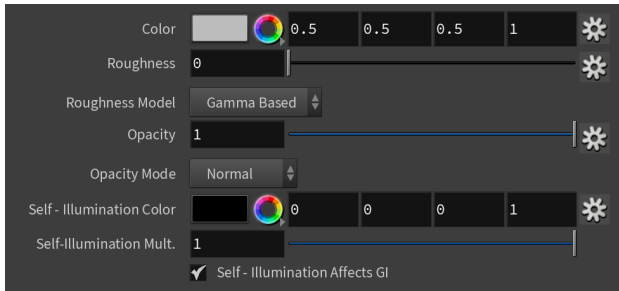 Color 0.5 0.5 0.5 1
Roughness 0
Roughness Model Gamma Based
Opacity 1
Opacity Mode Normal
Self - Illumination Color 0 0 0 1
Self-Illumination Mult. 1
Self - Illumination Affects GI